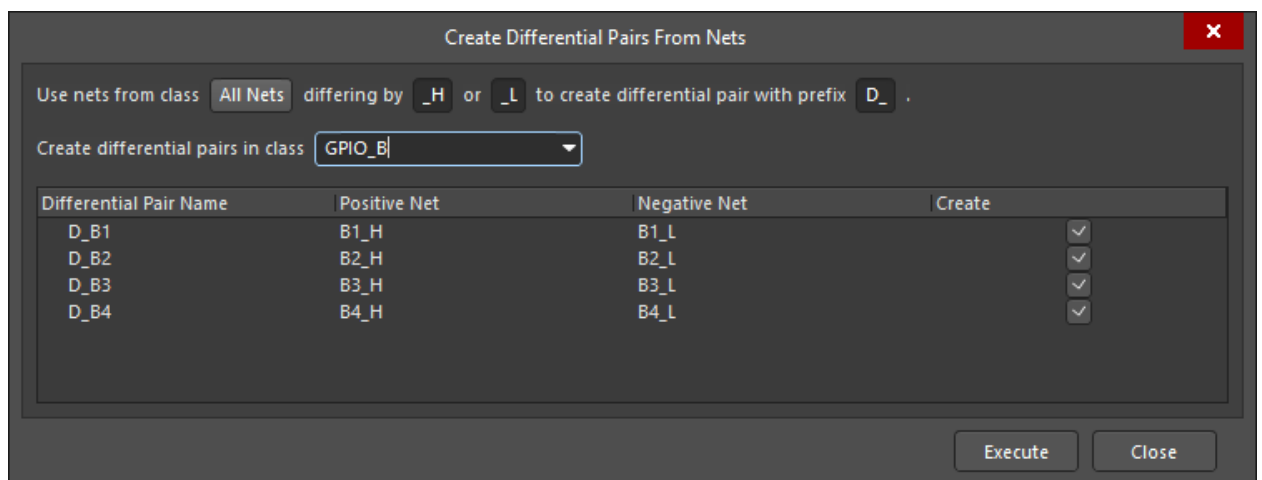 Create Differential Pairs From Nets
Use nets from class All Nets differing by _H or _L to create differential pair with prefix D_ .
Create differential pairs in class GPIO_B
Differential Pair Name Positive Net Negative Net Create
D_B1 B1_H B1_L
D_B2 B2_H B2_L
D_B3 B3_H B3_L
D_B4 B4_H B4_L
Execute Close